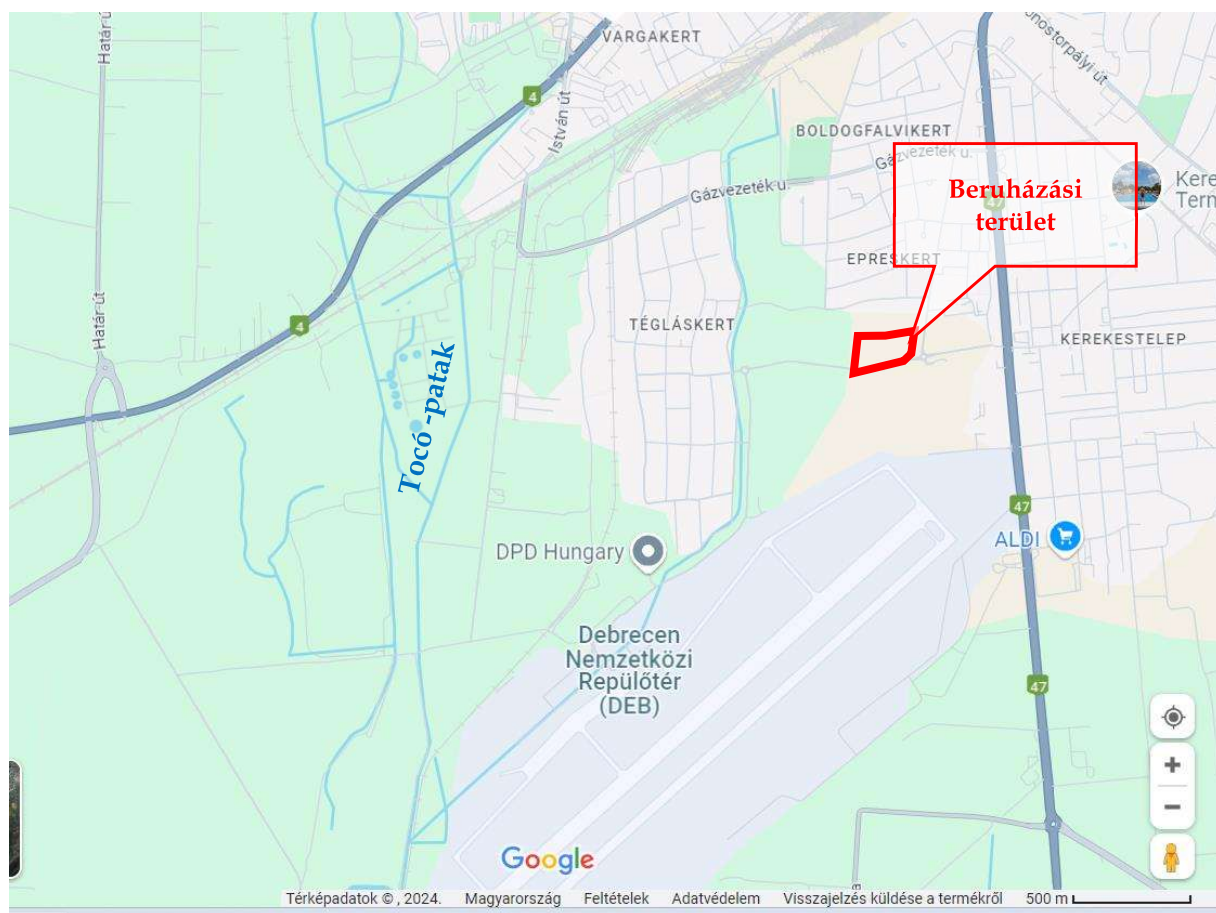 Határ ú
VARGAKERT
onostorpályi út
4
István út
BOLDOGFALVIKERT
Gázvezeték u.
Gázvezeték u.
47
Beruházási
terület
Kere
Term
EPRESKERT
Határ út
4
TÉGLÁSKERT
KEREKESTELEP
Tocó -patak
47
ALDI
DPD Hungary
Debrecen
Nemzetközi
Repülőtér
(DEB)
47
Google
Térképadatok © , 2024. Magyarország Feltételek Adatvédelem Visszajelzés küldése a termékről 500 m